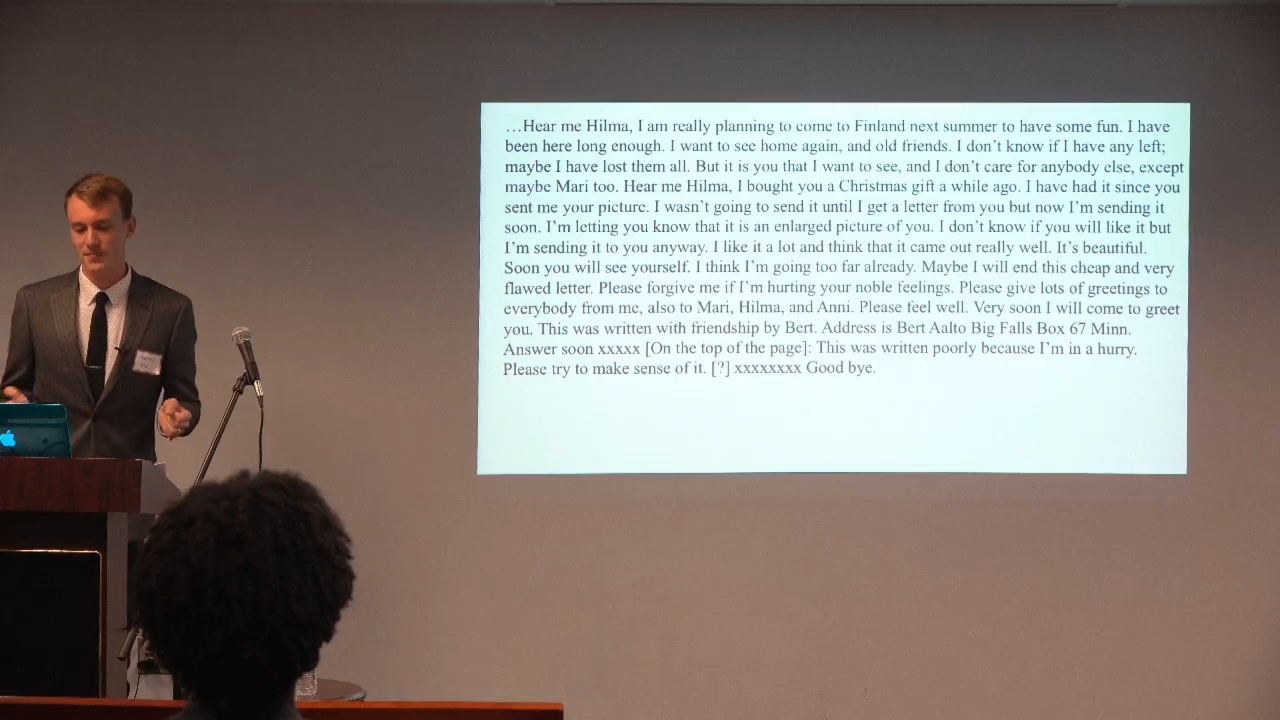 …Hear me Hilma, I am really planning to come to Finland next summer to have some fun. I have
been here long enough. I want to see home again, and old friends. I don't know if I have any left;
maybe I have lost them all. But it is you that I want to see, and I don't care for anybody else, except
maybe Mari too. Hear me Hilma, I bought you a Christmas gift a while ago. I have had it since you
sent me your picture. I wasn't going to send it until I get a letter from you but now I'm sending it
soon. I'm letting you know that it is an enlarged picture of you. I don't know if you will like it but
I'm sending it to you anyway. I like it a lot and think that it came out really well. It's beautiful.
Soon you will see yourself. I think I'm going too far already. Maybe I will end this cheap and very
flawed letter. Please forgive me if I'm hurting your noble feelings. Please give lots of greetings to
everybody from me, also to Mari, Hilma, and Anni. Please feel well. Very soon I will come to greet
you. This was written with friendship by Bert. Address is Bert Aalto Big Falls Box 67 Minn.
Answer soon xxxxx [On the top of the page]: This was written poorly because I'm in a hurry.
Please try to make sense of it. [?] xxxxxxxx Good bye.